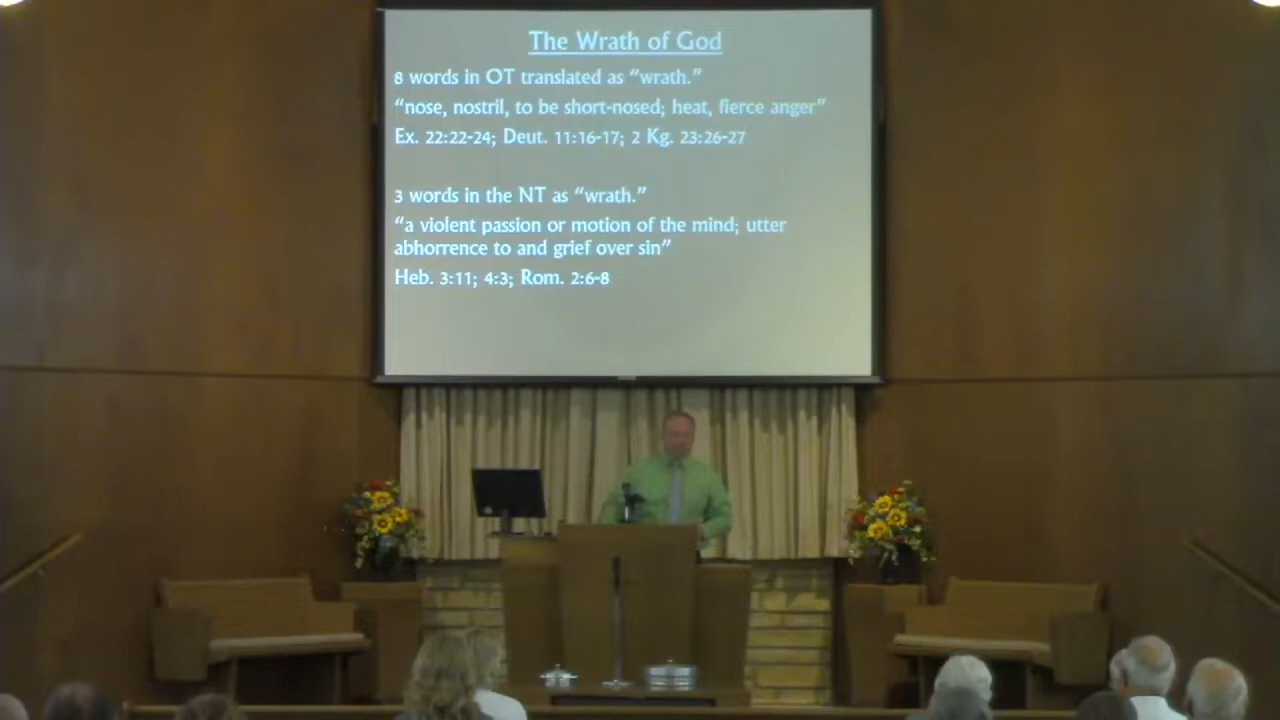 The Wrath of God
8 words in OT translated as “wrath.”
“nose, nostril, to be short-nosed; heat, fierce anger”
Ex. 22:22-24; Deut. 11:16-17; 2 Kg. 23:26-27
3 words in the NT as “wrath.”
“a violent passion or motion of the mind; utter
abhorrence to and grief over sin”
Heb. 3:11; 4:3; Rom. 2:6-8